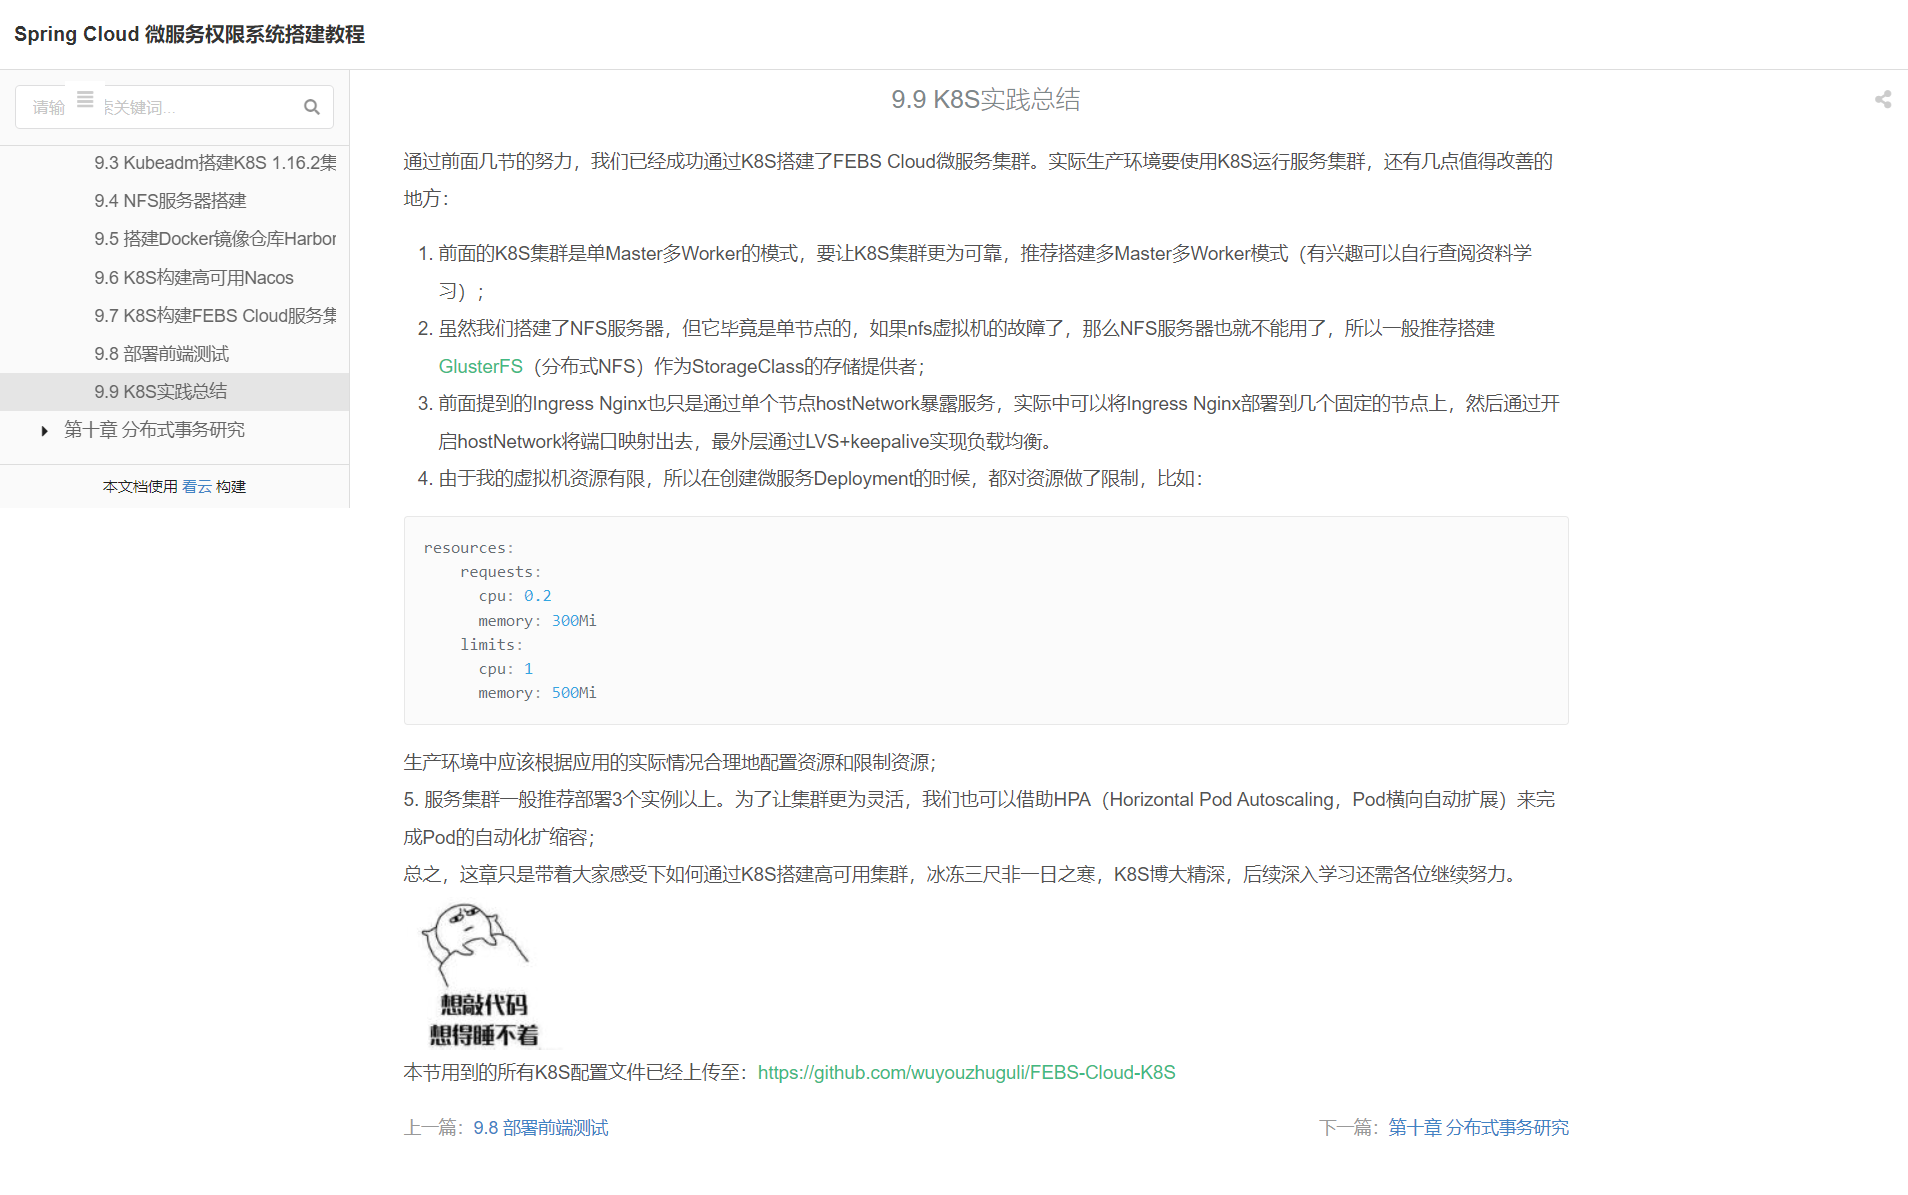 Spring Cloud 微服务权限系统搭建教程
请输 索关键词...
9.3 Kubeadm搭建K8S 1.16.2集
9.4 NFS服务器搭建
9.5 搭建Docker镜像仓库Harbor
9.6 K8S构建高可用Nacos
9.7 K8S构建FEBS Cloud服务集
9.8 部署前端测试
9.9 K8S实践总结
第十章 分布式事务研究
本文档使用 看云 构建
9.9 K8S实践总结
通过前面几节的努力，我们已经成功通过K8S搭建了FEBS Cloud微服务集群。实际生产环境要使用K8S运行服务集群，还有几点值得改善的
地方：
1. 前面的K8S集群是单Master多Worker的模式，要让K8S集群更为可靠，推荐搭建多Master多Worker模式（有兴趣可以自行查阅资料学
习）；
2. 虽然我们搭建了NFS服务器，但它毕竟是单节点的，如果nfs虚拟机的故障了，那么NFS服务器也就不能用了，所以一般推荐搭建
GlusterFS（分布式NFS）作为StorageClass的存储提供者；
3. 前面提到的Ingress Nginx也只是通过单个节点hostNetwork暴露服务，实际中可以将Ingress Nginx部署到几个固定的节点上，然后通过开
启hostNetwork将端口映射出去，最外层通过LVS+keepalive实现负载均衡。
4. 由于我的虚拟机资源有限，所以在创建微服务Deployment的时候，都对资源做了限制，比如：
resources:
requests:
cpu: 0.2
memory: 300Mi
limits:
cpu: 1
memory: 500Mi
生产环境中应该根据应用的实际情况合理地配置资源和限制资源；
5. 服务集群一般推荐部署3个实例以上。为了让集群更为灵活，我们也可以借助HPA（Horizontal Pod Autoscaling，Pod横向自动扩展）来完
成Pod的自动化扩缩容；
总之，这章只是带着大家感受下如何通过K8S搭建高可用集群，冰冻三尺非一日之寒，K8S博大精深，后续深入学习还需各位继续努力。
想敲代码
想得睡不着
本节用到的所有K8S配置文件已经上传至：https://github.com/wuyouzhuguli/FEBS-Cloud-K8S
上一篇：9.8 部署前端测试
下一篇：第十章 分布式事务研究